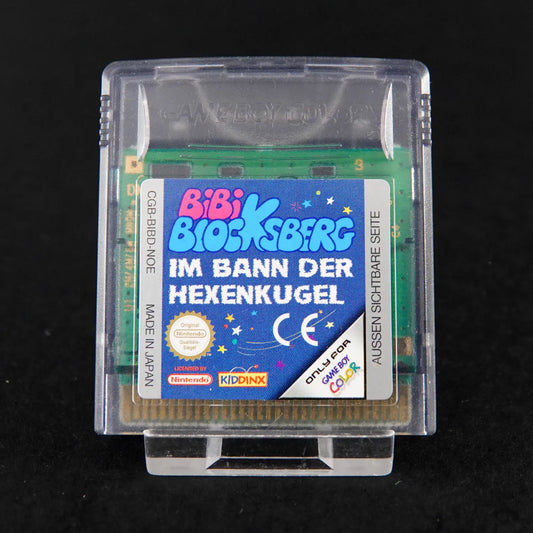 GAME BOY COLOR
CGB-BIBD-NOE
MADE IN JAPAN
BiBi
BLOCKSBERG
IM BANN DER
HEXENKUGEL
Original
Nintendo
Qualitäts-
Siegel
CE
LICENSED BY
Nintendo
KIDDINX
ONLY FOR
GAME BOY
COLOR
AUSSEN SICHTBARE SEITE